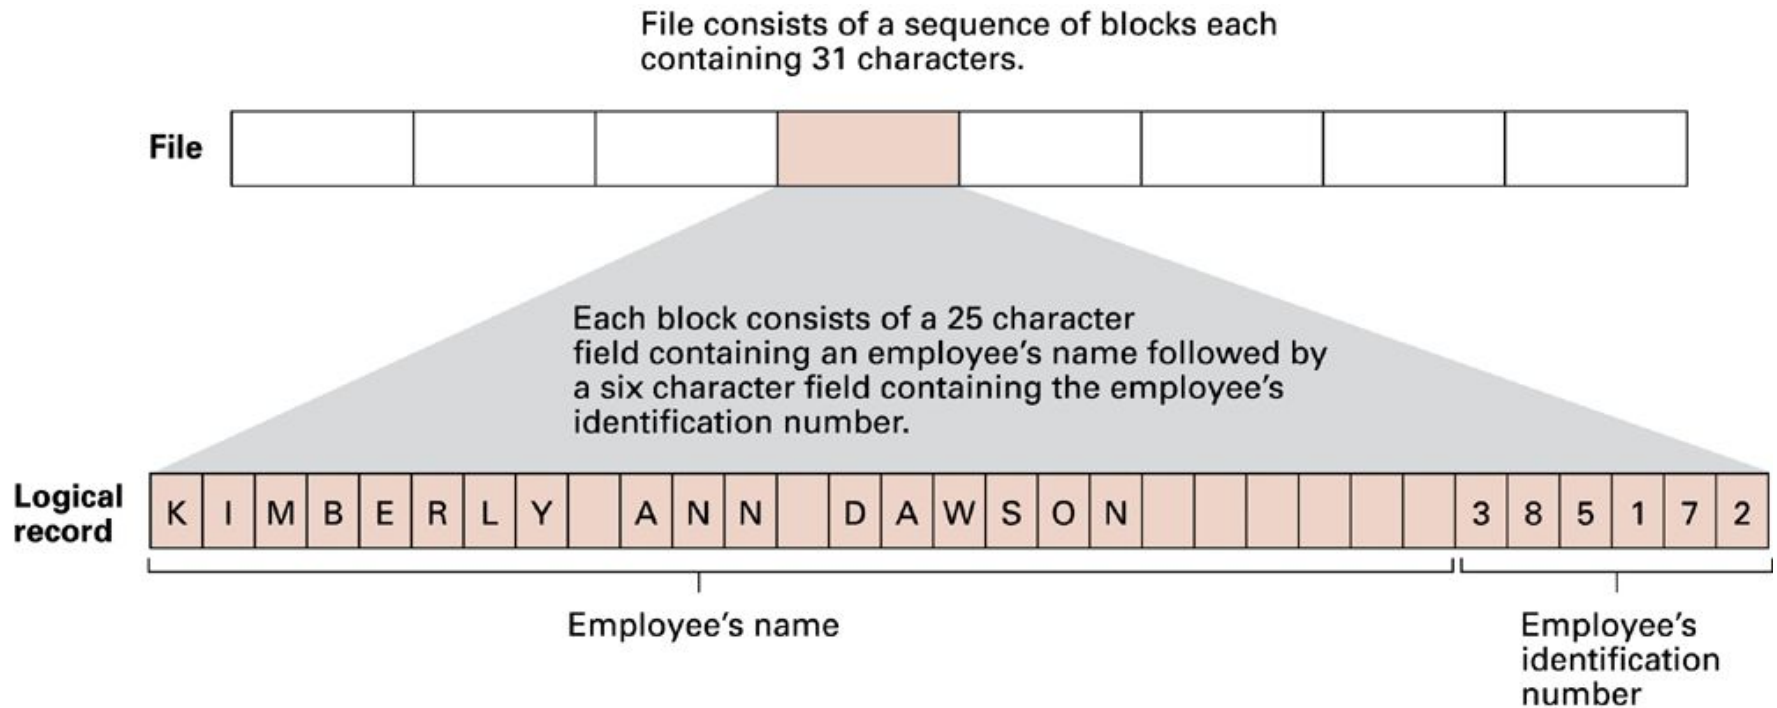 File consists of a sequence of blocks each
containing 31 characters.
File
Each block consists of a 25 character
field containing an employee's name followed by
a six character field containing the employee's
identification number.
Logical
record
K I M B E R L Y   A N N   D A W S O N             3 8 5 1 7 2
Employee's name
Employee's
identification
number